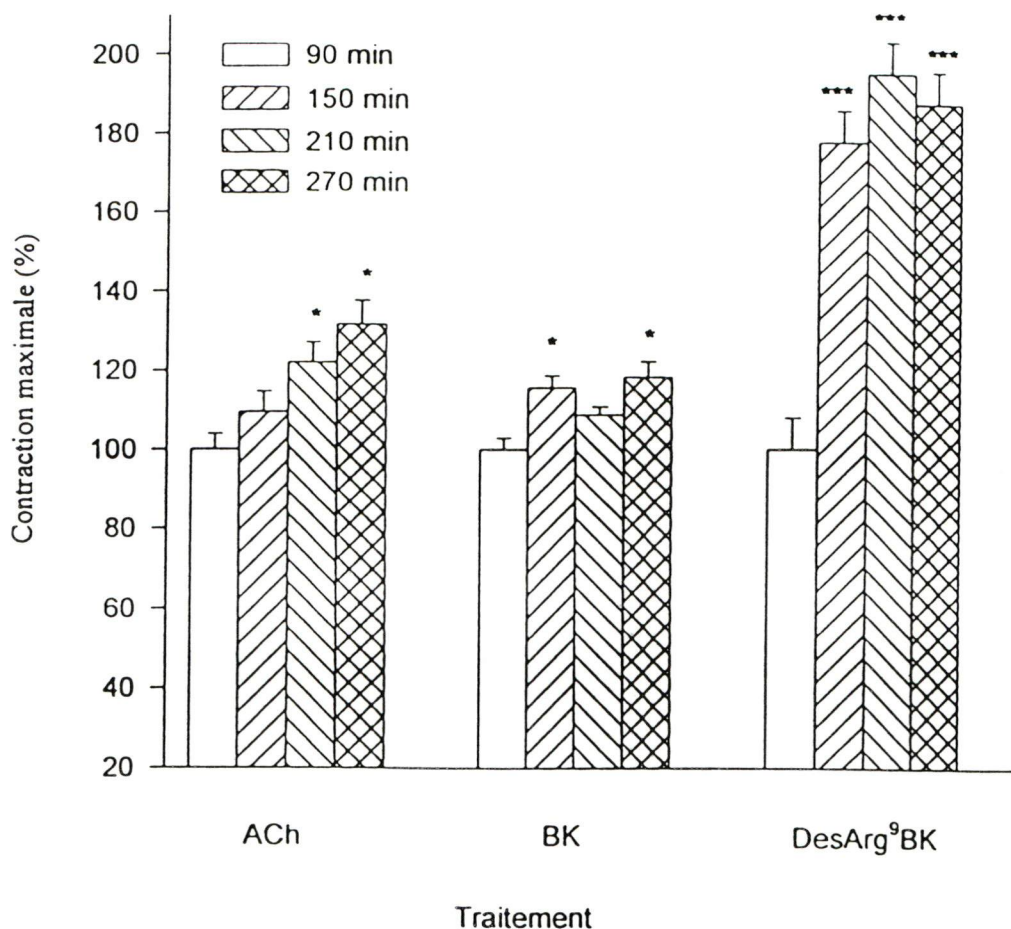 Contraction maximale (%)
200
180
160
140
120
100
80
60
40
20
90 min
150 min
210 min
270 min
* *
* *
*** *** ***
ACh BK DesArg⁹BK
Traitement